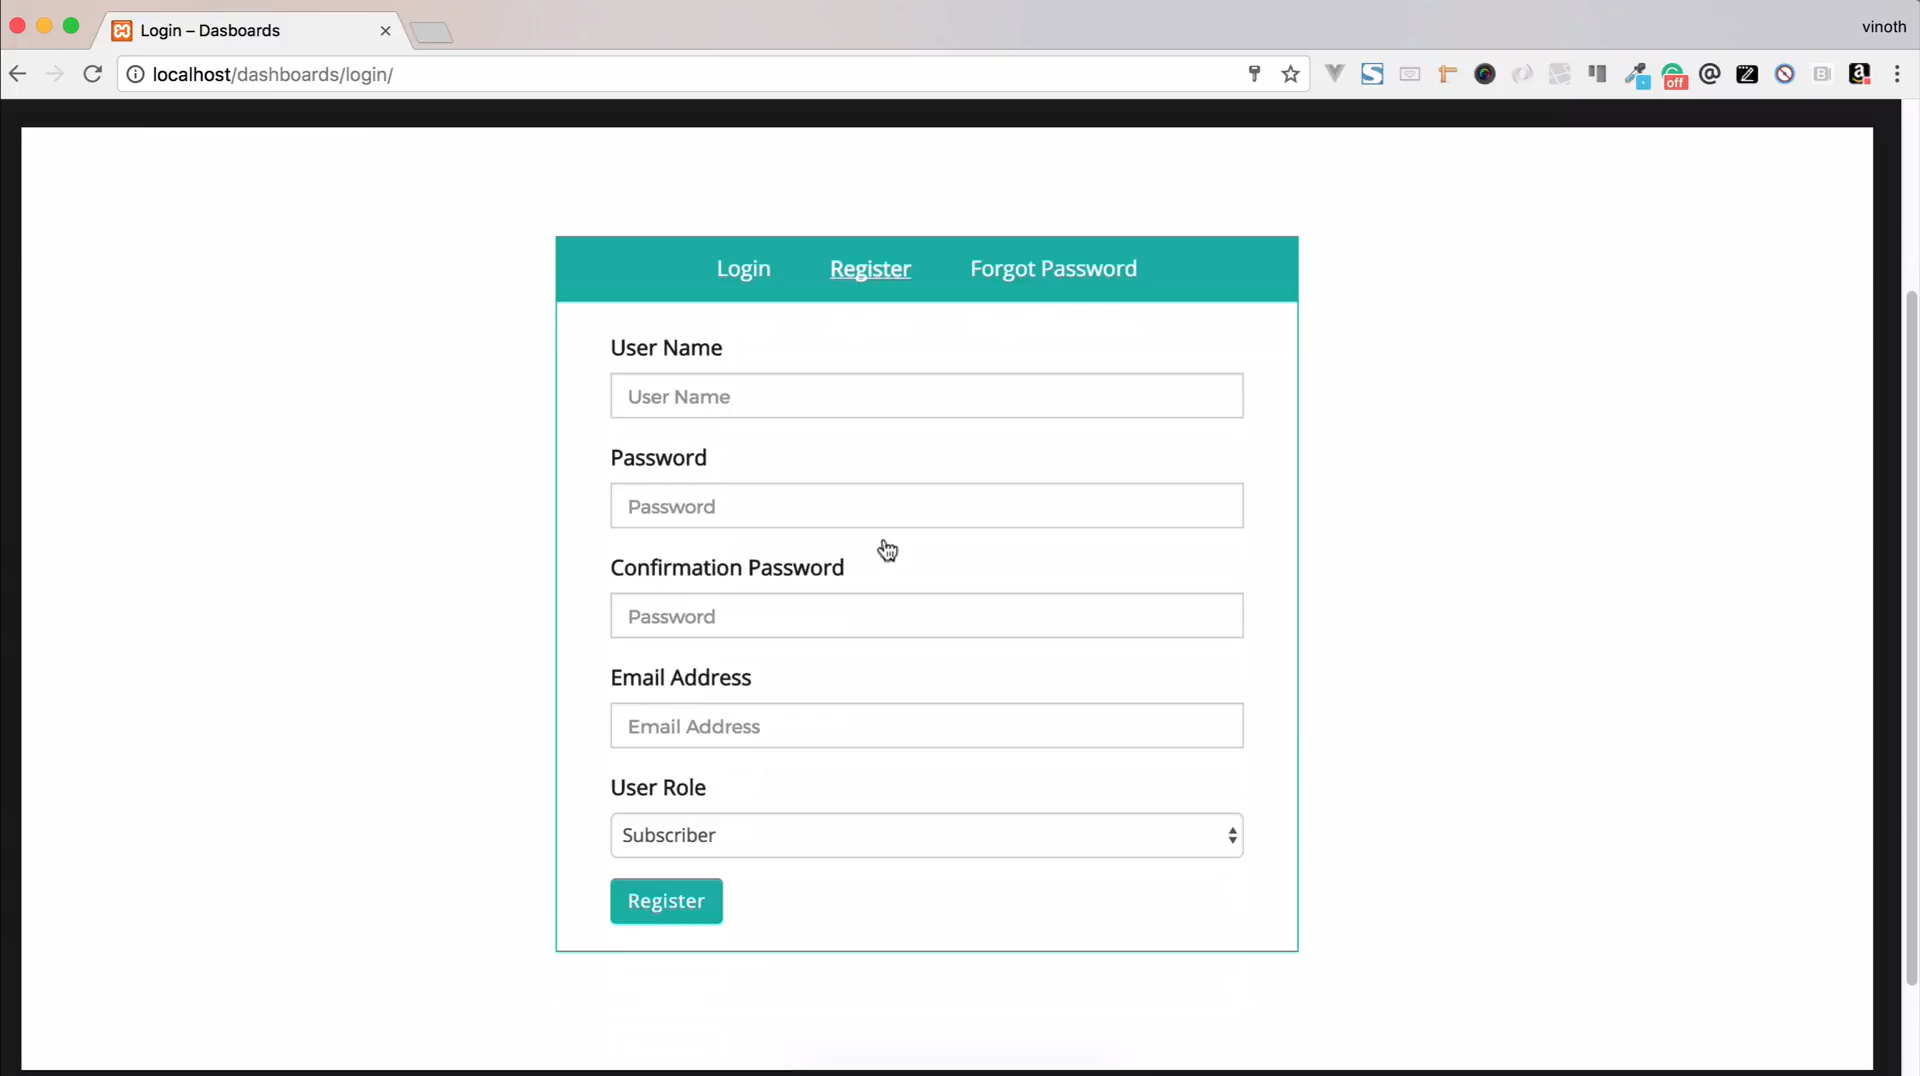 Login – Dasboards
vinoth
localhost/dashboards/login/
off
Login Register Forgot Password
User Name
User Name
Password
Password
Confirmation Password
Password
Email Address
Email Address
User Role
Subscriber
Register